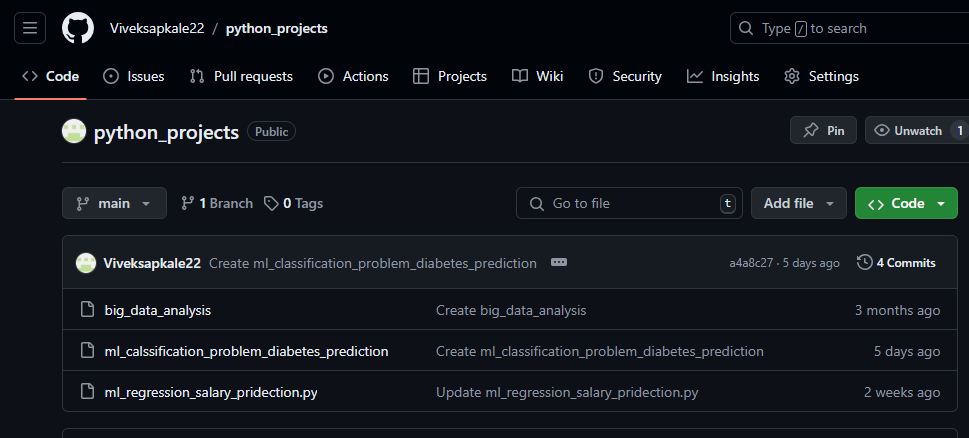 Viveksapkale22 / python_projects Type / to search
Code Issues Pull requests Actions Projects Wiki Security Insights Settings
python_projects Public Pin Unwatch 1
main 1 Branch 0 Tags Go to file t Add file Code
Viveksapkale22 Create ml_classification_problem_diabetes_prediction a4a8c27 · 5 days ago 4 Commits
big_data_analysis Create big_data_analysis 3 months ago
ml_calssification_problem_diabetes_prediction Create ml_classification_problem_diabetes_prediction 5 days ago
ml_regression_salary_pridection.py Update ml_regression_salary_pridection.py 2 weeks ago